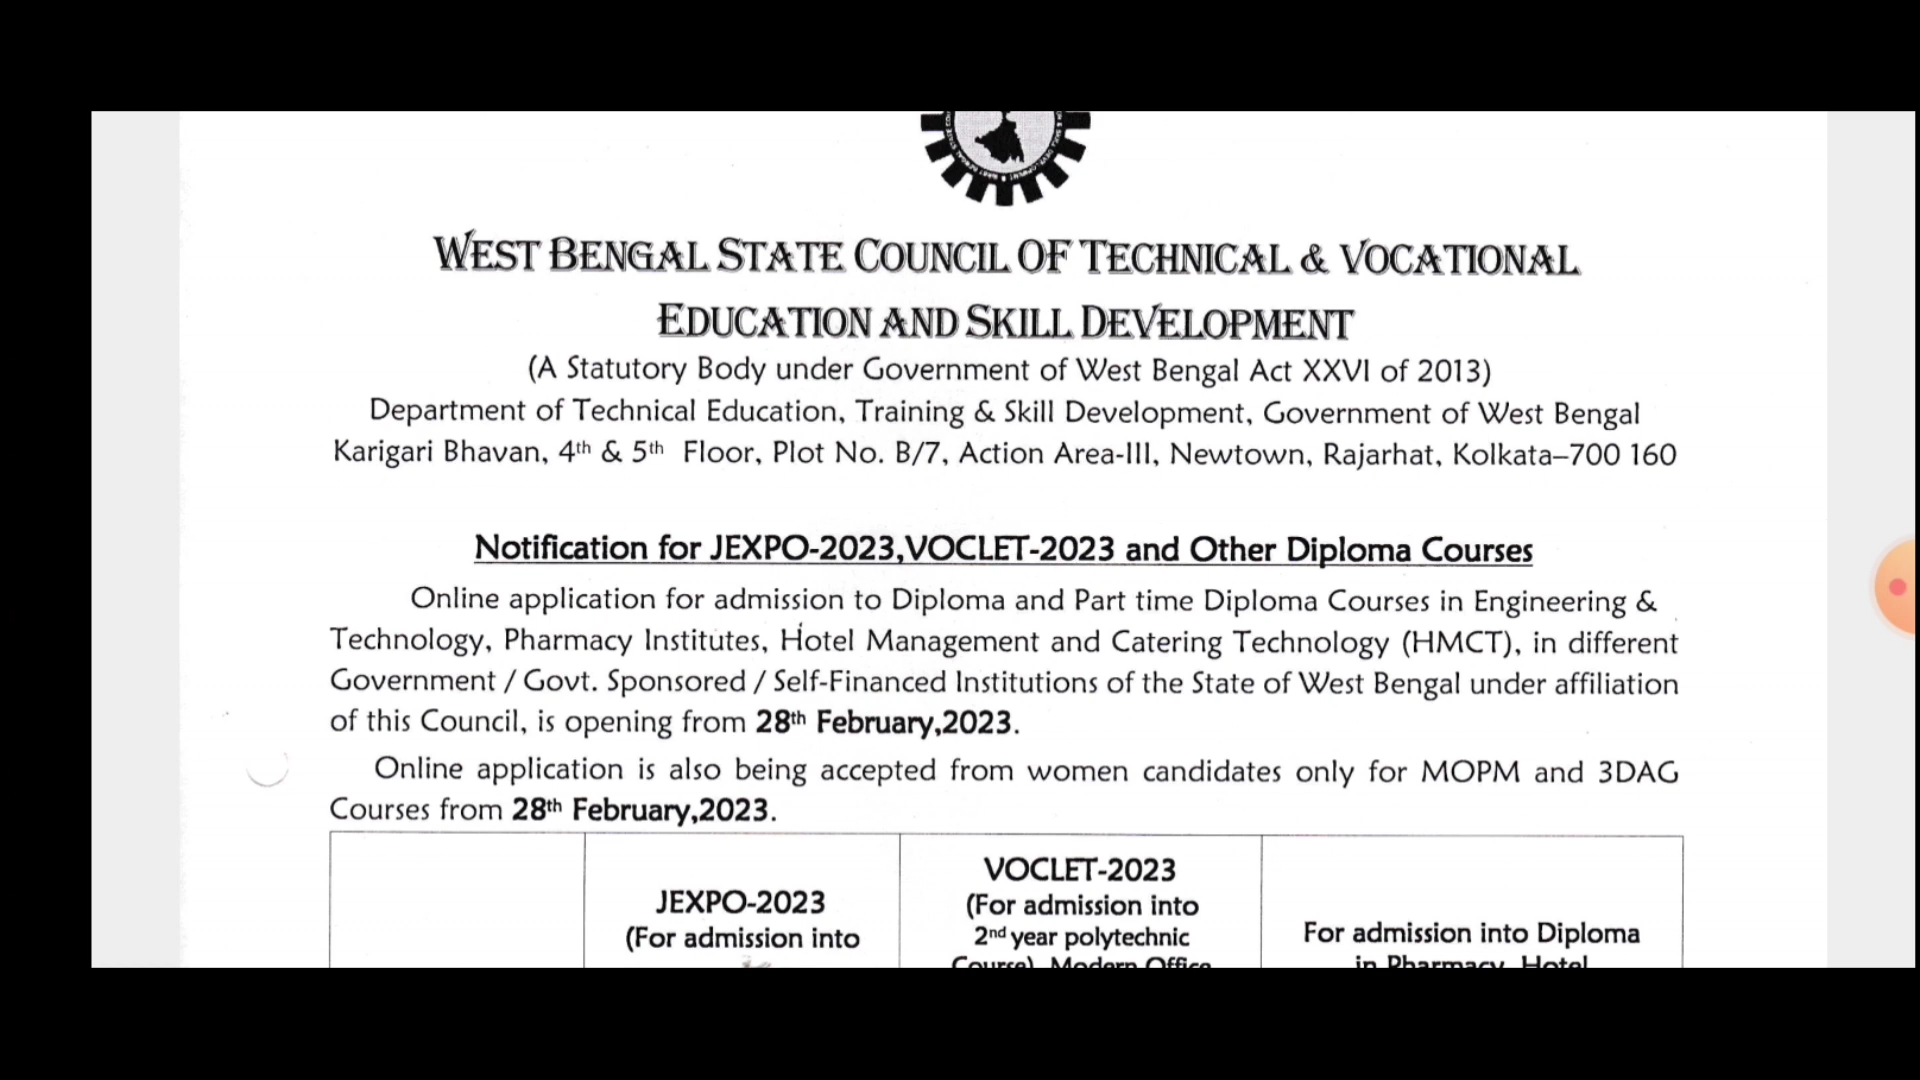 WEST BENGAL STATE COUNCIL OF TECHNICAL & VOCATIONAL
EDUCATION AND SKILL DEVELOPMENT
(A Statutory Body under Government of West Bengal Act XXVI of 2013)
Department of Technical Education, Training & Skill Development, Government of West Bengal
Karigari Bhavan, 4th & 5th Floor, Plot No. B/7, Action Area-III, Newtown, Rajarhat, Kolkata–700 160
Notification for JEXPO-2023,VOCLET-2023 and Other Diploma Courses
Online application for admission to Diploma and Part time Diploma Courses in Engineering &
Technology, Pharmacy Institutes, Hotel Management and Catering Technology (HMCT), in different
Government / Govt. Sponsored / Self-Financed Institutions of the State of West Bengal under affiliation
of this Council, is opening from 28th February,2023.
Online application is also being accepted from women candidates only for MOPM and 3DAG
Courses from 28th February,2023.
JEXPO-2023
(For admission into
VOCLET-2023
(For admission into
2nd year polytechnic
Course), Modern Office
For admission into Diploma
in Pharmacy, Hotel